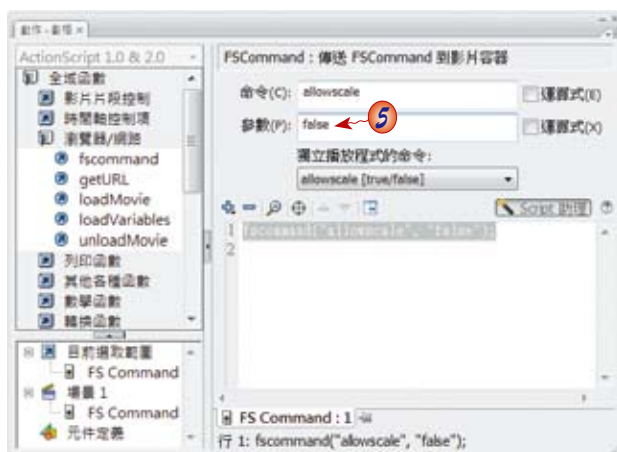 動作 - 影格 ×
ActionScript 1.0 & 2.0
全域函數
影片片段控制
時間軸控制項
瀏覽器/網路
fscommand
getURL
loadMovie
loadVariables
unloadMovie
列印函數
其他各種函數
數學函數
轉換函數
目前選取範圍
FS Command
場景 1
FS Command
元件定義
FSCommand : 傳送 FSCommand 到影片容器
命令(C): allowscale
運算式(E)
參數(P): false
5
運算式(X)
獨立播放程式的命令:
allowscale [true/false]
Script 助理
1 fscommand("allowscale", "false");
2
FS Command : 1
行 1: fscommand("allowscale", "false");